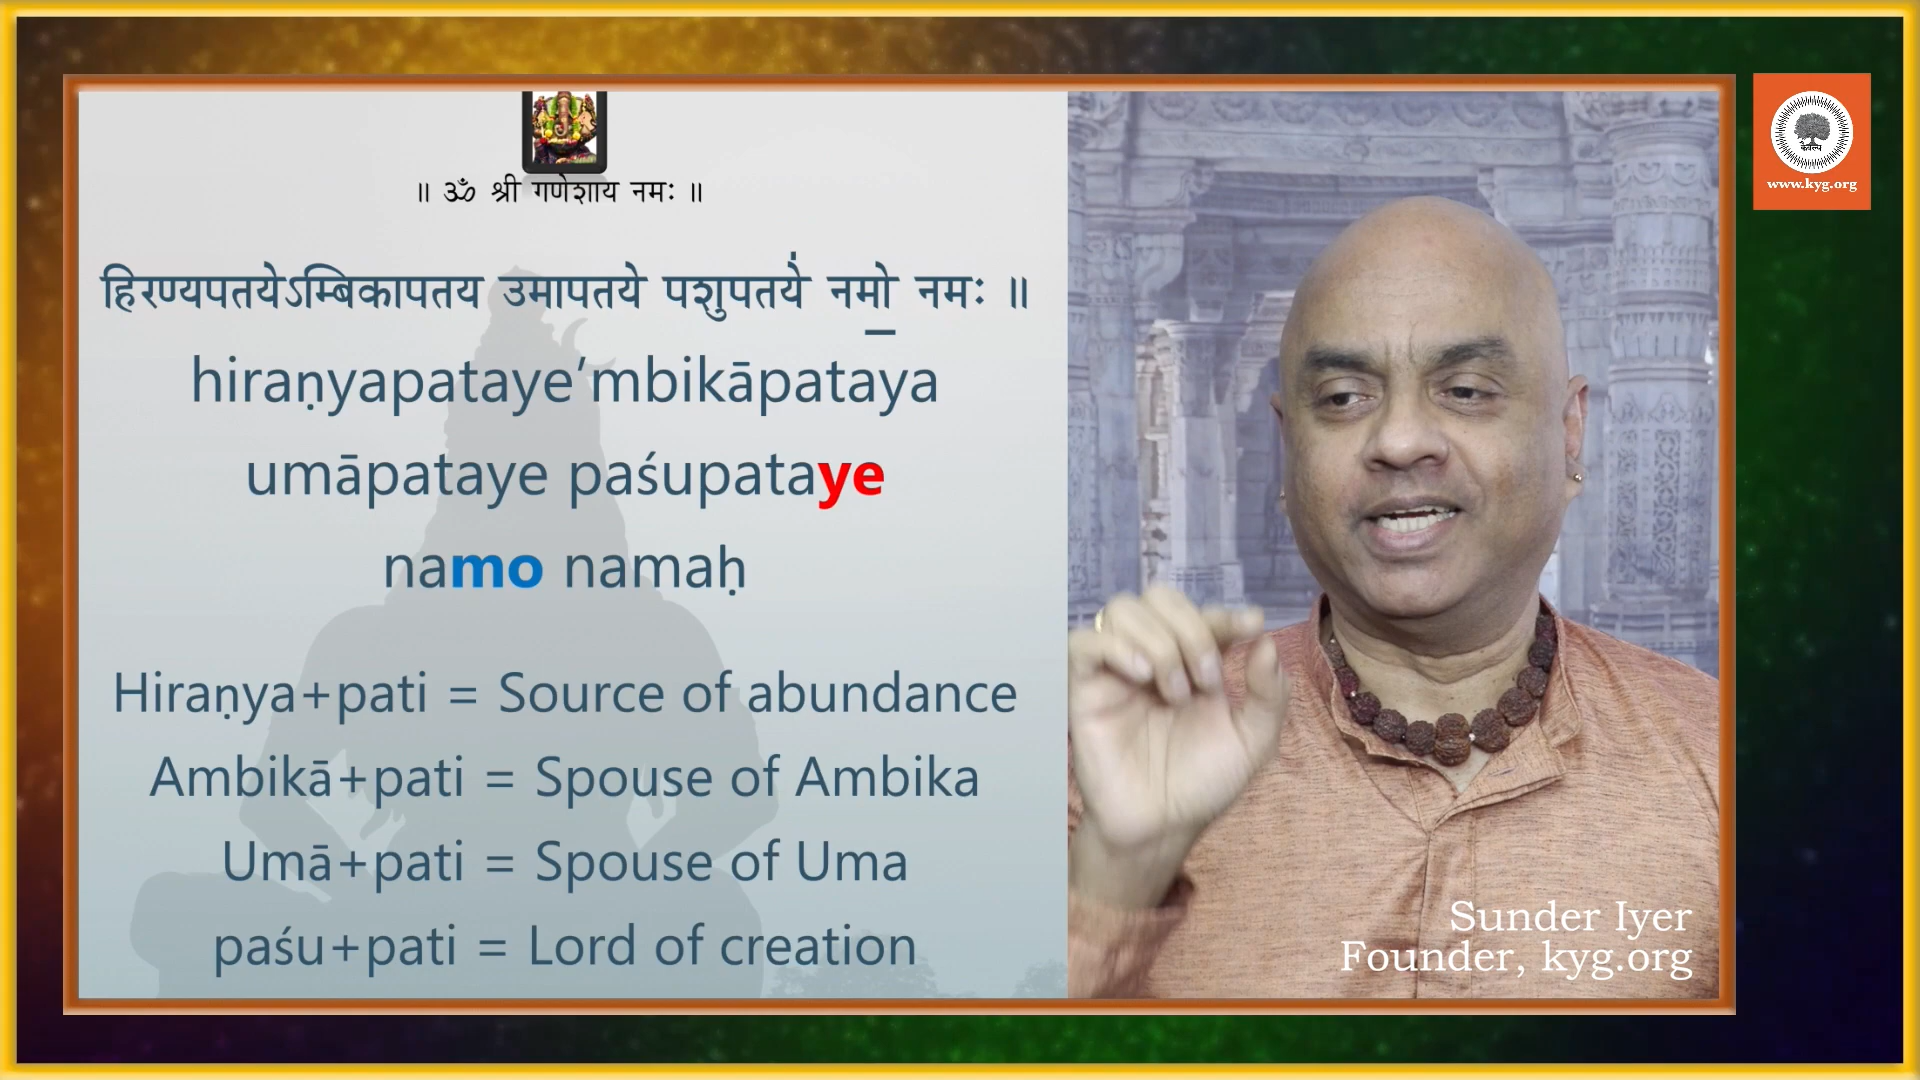 ॥ ॐ श्री गणेशाय नमः ॥
हिरण्यपतयेऽम्बिकापतय उमापतये पशुपतये॑ नमो॒ नमः ॥
hiraṇyapataye’mbikāpataya
umāpataye paśupataye
namo namaḥ
Hiraṇya+pati = Source of abundance
Ambikā+pati = Spouse of Ambika
Umā+pati = Spouse of Uma
paśu+pati = Lord of creation
कैवल्य
www.kyg.org
Sunder Iyer
Founder, kyg.org